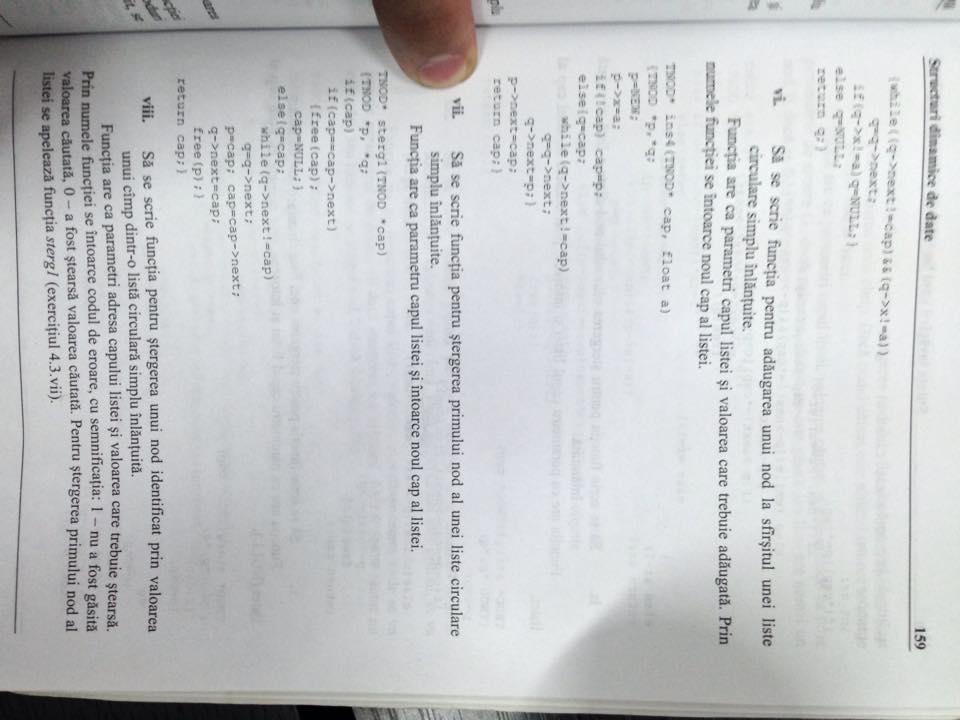 Structuri dinamice de date 159
{while((q->next!=cap)&&(q->x!=a))
q=q->next;
if(q->x!=a)q=NULL;}
else q=NULL;
return q;}
vi. Să se scrie funcţia pentru adăugarea unui nod la sfîrşitul unei liste
circulare simplu înlănţuite.
Funcţia are ca parametri capul listei şi valoarea care trebuie adăugată. Prin
numele funcţiei se întoarce noul cap al listei.
TNOD* ins4(TNOD* cap, float a)
{TNOD *p,*q;
p=NEW;
p->x=a;
if(!cap) cap=p;
else{q=cap;
while(q->next!=cap)
q=q->next;
q->next=p;}
p->next=cap;
return cap;}
vii. Să se scrie funcţia pentru ştergerea primului nod al unei liste circulare
simplu înlănţuite.
Funcţia are ca parametru capul listei şi întoarce noul cap al listei.
TNOD* stergi(TNOD *cap)
{TNOD *p,*q;
if(cap)
if(cap==cap->next)
{free(cap);
cap=NULL;}
else{q=cap;
while(q->next!=cap)
q=q->next;
p=cap; cap=cap->next;
q->next=cap;
free(p);}
return cap;}
viii. Să se scrie funcţia pentru ştergerea unui nod identificat prin valoarea
unui cîmp dintr-o listă circulară simplu înlănţuită.
Funcţia are ca parametri adresa capului listei şi valoarea care trebuie ştearsă.
Prin numele funcţiei se întoarce codul de eroare, cu semnificaţia: 1 – nu a fost găsită
valoarea căutată, 0 – a fost ştearsă valoarea căutată. Pentru ştergerea primului nod al
listei se apelează funcţia sterg1 (exerciţiul 4.3.vii).